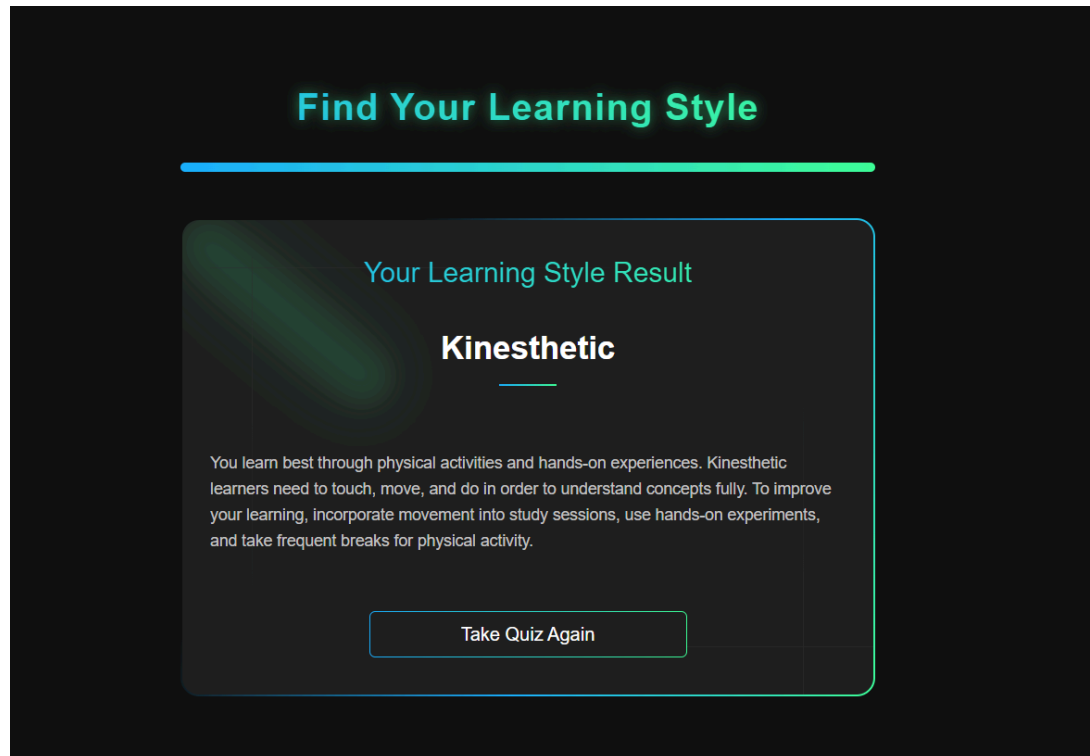 Find Your Learning Style
Your Learning Style Result
Kinesthetic
You learn best through physical activities and hands-on experiences. Kinesthetic
learners need to touch, move, and do in order to understand concepts fully. To improve
your learning, incorporate movement into study sessions, use hands-on experiments,
and take frequent breaks for physical activity.
Take Quiz Again